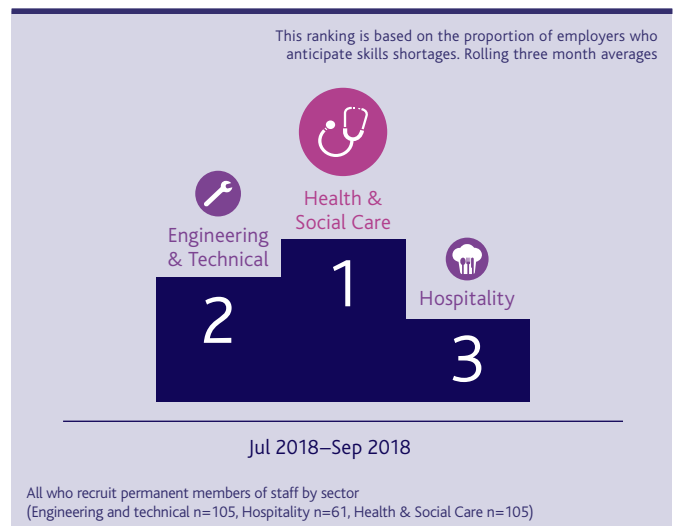 This ranking is based on the proportion of employers who
anticipate skills shortages. Rolling three month averages
Health &
Social Care
Engineering
& Technical
1
Hospitality
2
3
Jul 2018–Sep 2018
All who recruit permanent members of staff by sector
(Engineering and technical n=105, Hospitality n=61, Health & Social Care n=105)